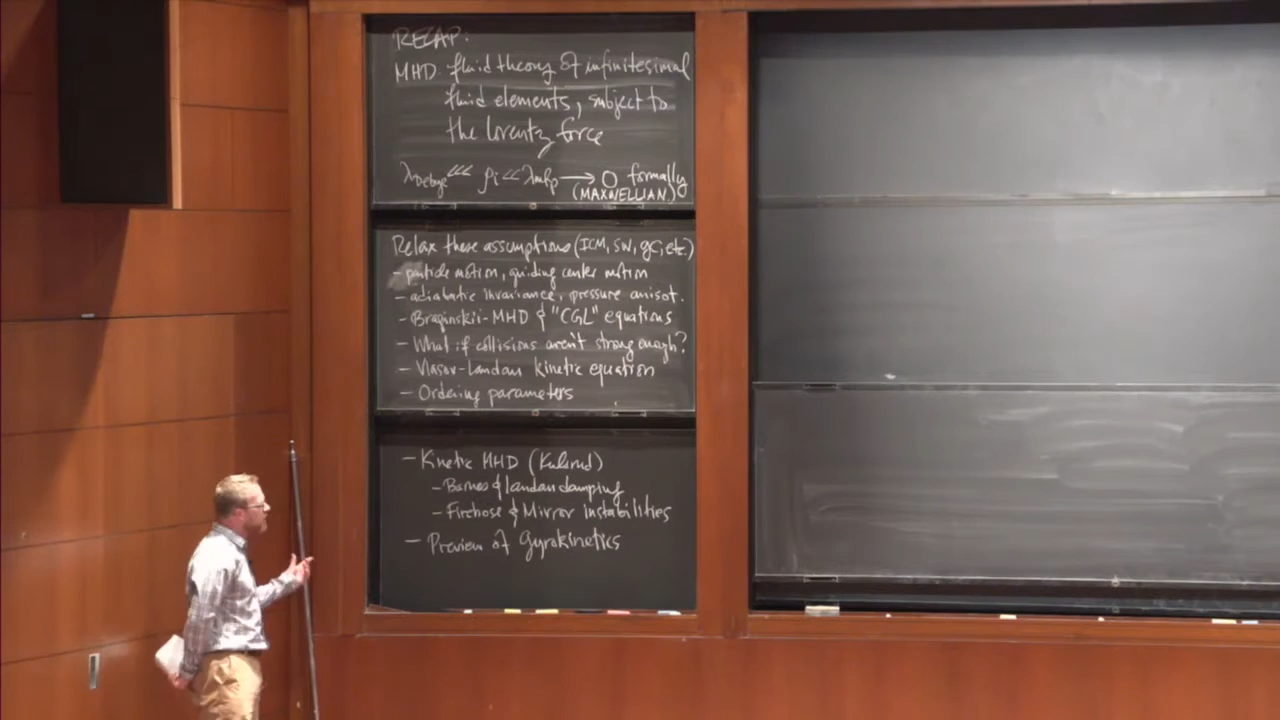 RECAP:
MHD: fluid theory of infinitesimal
fluid elements, subject to
the Lorentz force
λDebye <<< ρi << λmfp → 0 formally
(MAXWELLIAN)
Relax these assumptions (ICM, SW, GC, etc.)
- particle motion, guiding center motion
- adiabatic invariance, pressure anisot.
- Braginskii-MHD & "CGL" equations
- What if collisions aren't strong enough?
- Vlasov-Landau kinetic equation
- Ordering parameters
- Kinetic MHD (Kulsrud)
- Barnes & Landau damping
- Firehose & Mirror instabilities
- Preview of Gyrokinetics